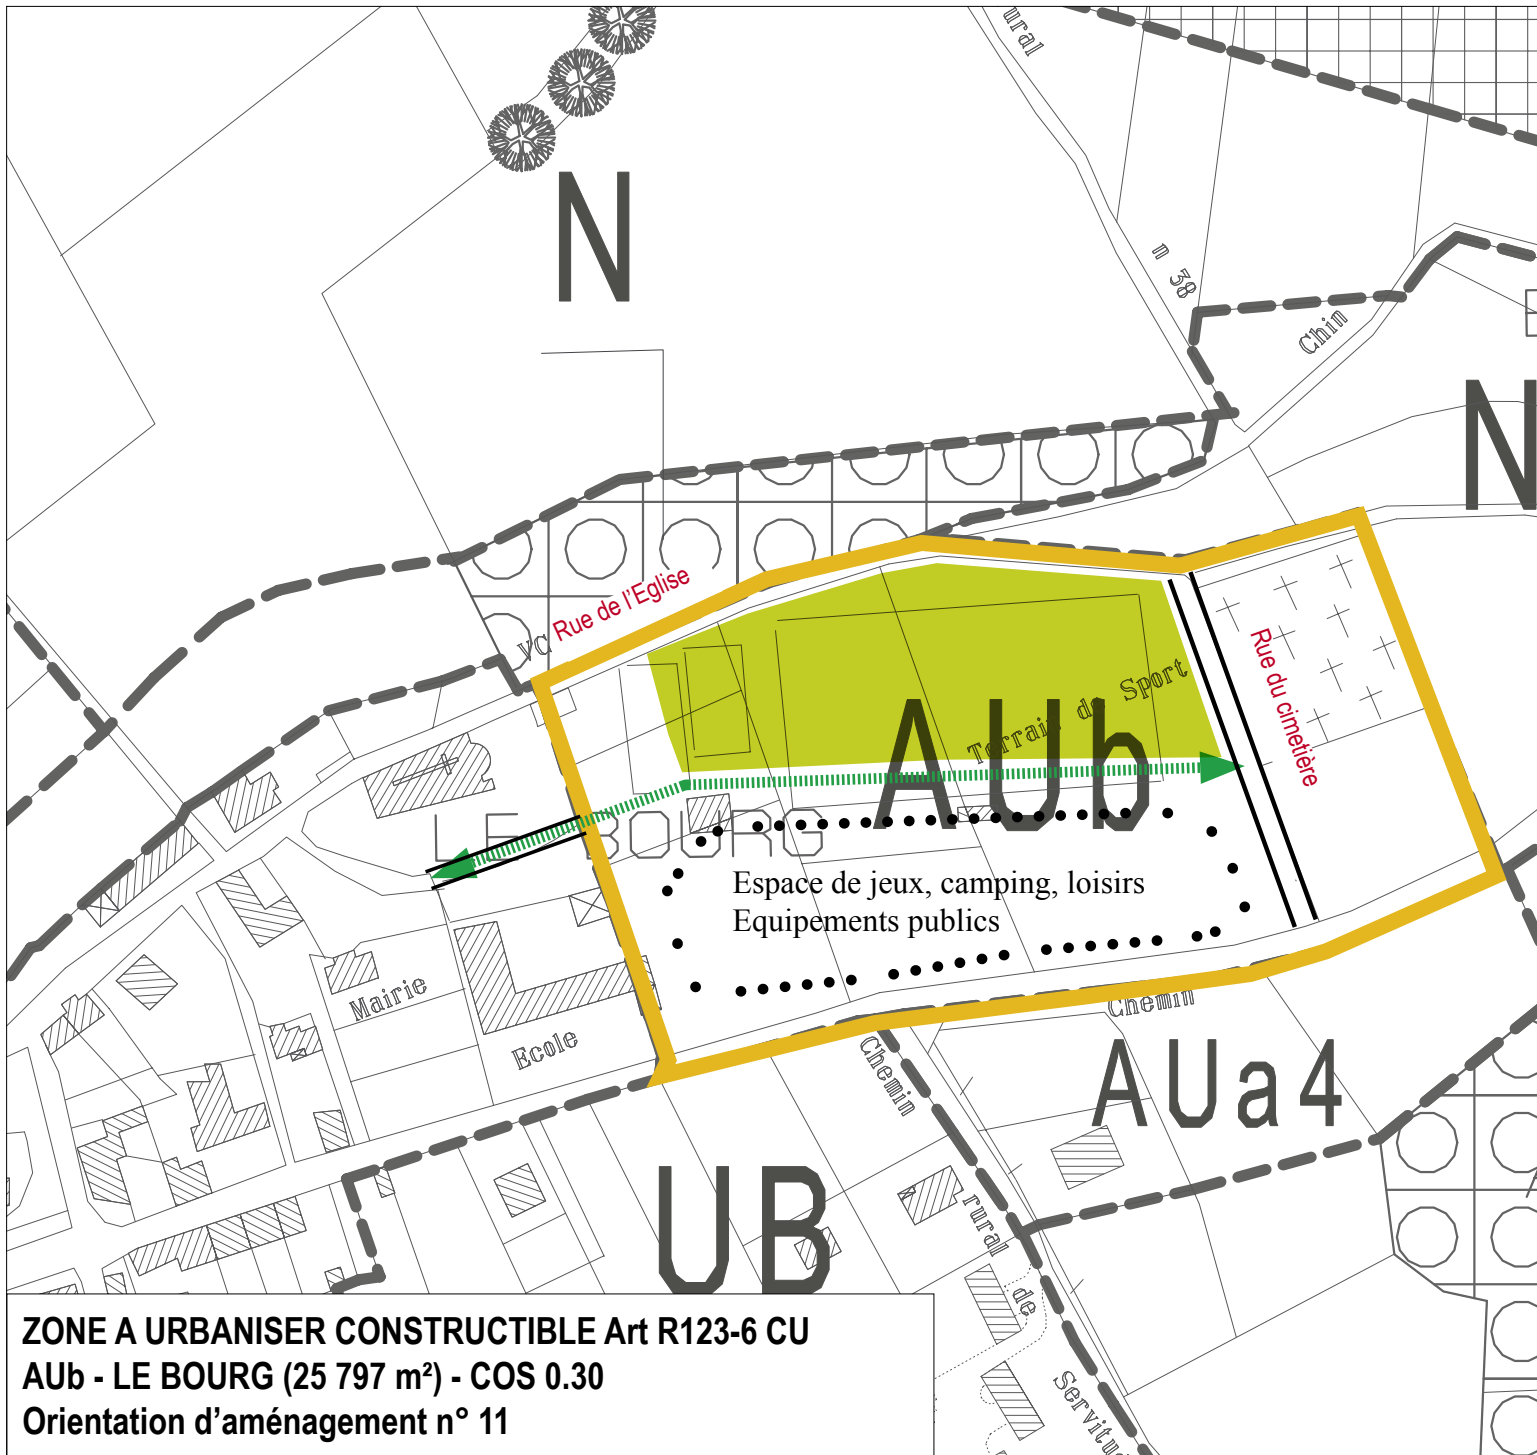 ural
N
n 38
Chin
N
Rue de l'Eglise
VC
Rue du cimetière
Terrain de Sport
AUb
LE BOURG
Espace de jeux, camping, loisirs
Equipements publics
Mairie
Ecole
Chemin
Chemin
AUa4
UB
rural
de
Servitu
ZONE A URBANISER CONSTRUCTIBLE Art R123-6 CU
AUb - LE BOURG (25 797 m²) - COS 0.30
Orientation d'aménagement n° 11